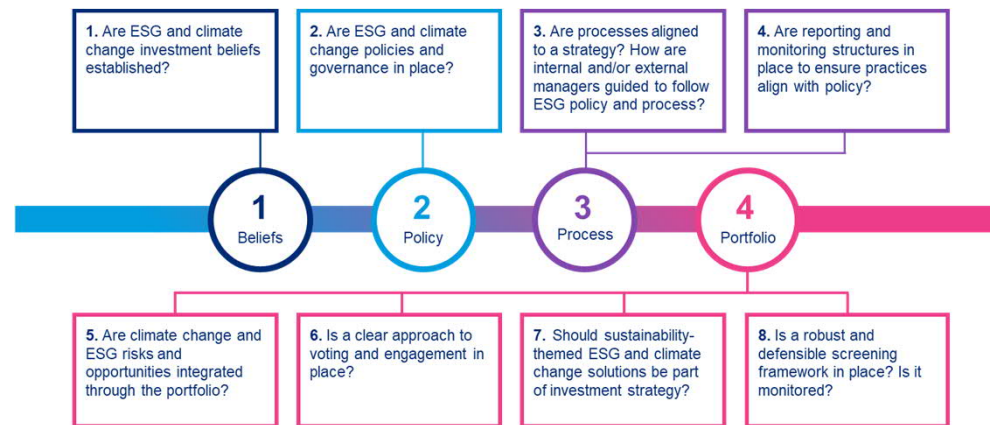 1. Are ESG and climate
change investment beliefs
established?
2. Are ESG and climate
change policies and
governance in place?
3. Are processes aligned
to a strategy? How are
internal and/or external
managers guided to follow
ESG policy and process?
4. Are reporting and
monitoring structures in
place to ensure practices
align with policy?
1
Beliefs
2
Policy
3
Process
4
Portfolio
5. Are climate change and
ESG risks and
opportunities integrated
through the portfolio?
6. Is a clear approach to
voting and engagement in
place?
7. Should sustainability-
themed ESG and climate
change solutions be part
of investment strategy?
8. Is a robust and
defensible screening
framework in place? Is it
monitored?